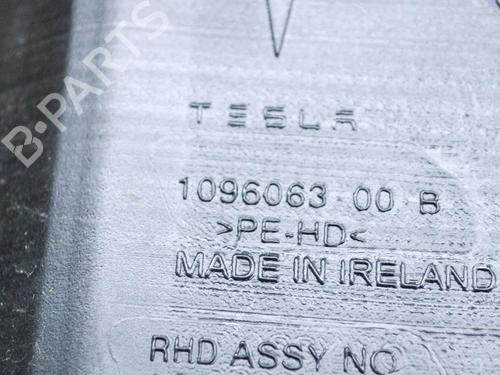 B-PARTS
TESLA
1096063-00 B
>PE-HD<
MADE IN IRELAND
RHD ASSY NO